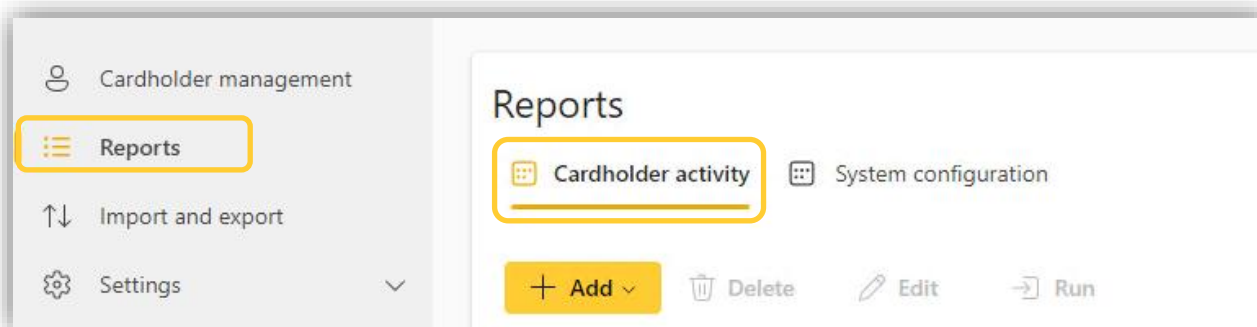 Cardholder management
Reports
Import and export
Settings
Reports
Cardholder activity System configuration
Add Delete Edit Run